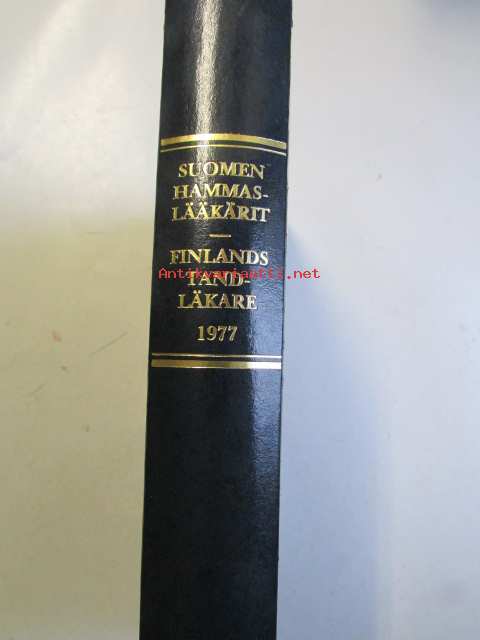 SUOMEN
HAMMAS-
LÄÄKÄRIT
—
FINLANDS
Antikvariaatti.net
TAND-
LÄKARE
1977